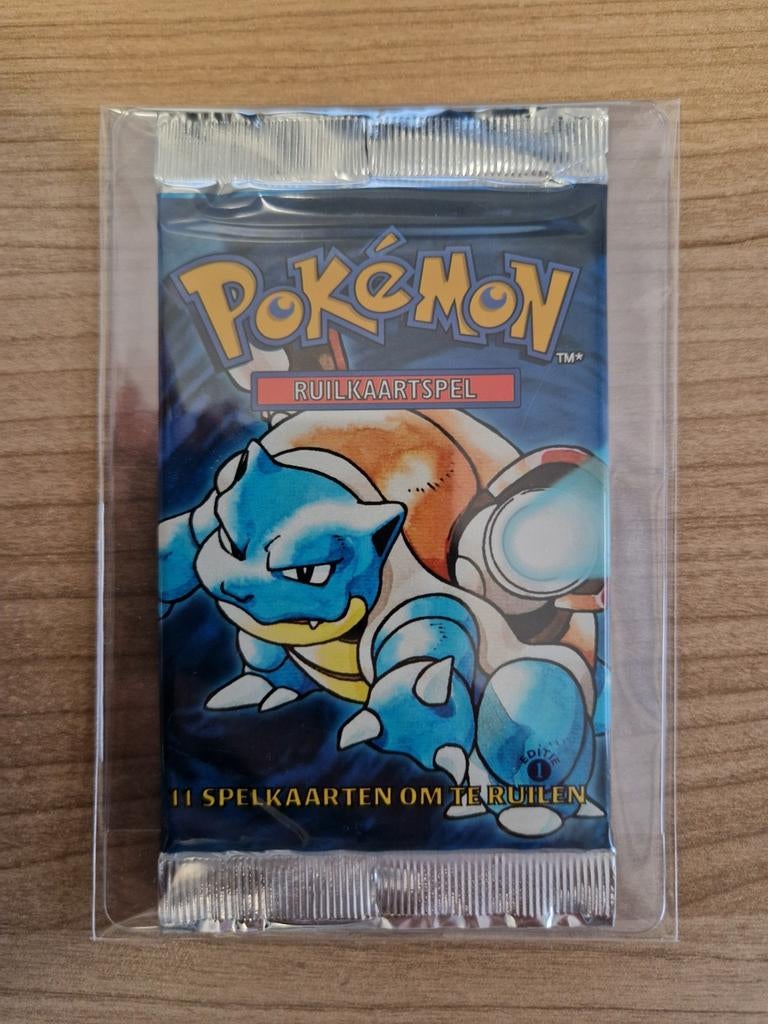 POKéMON
TM*
RUILKAARTSPEL
EDITIE
1
11 SPELKAARTEN OM TE RUILEN